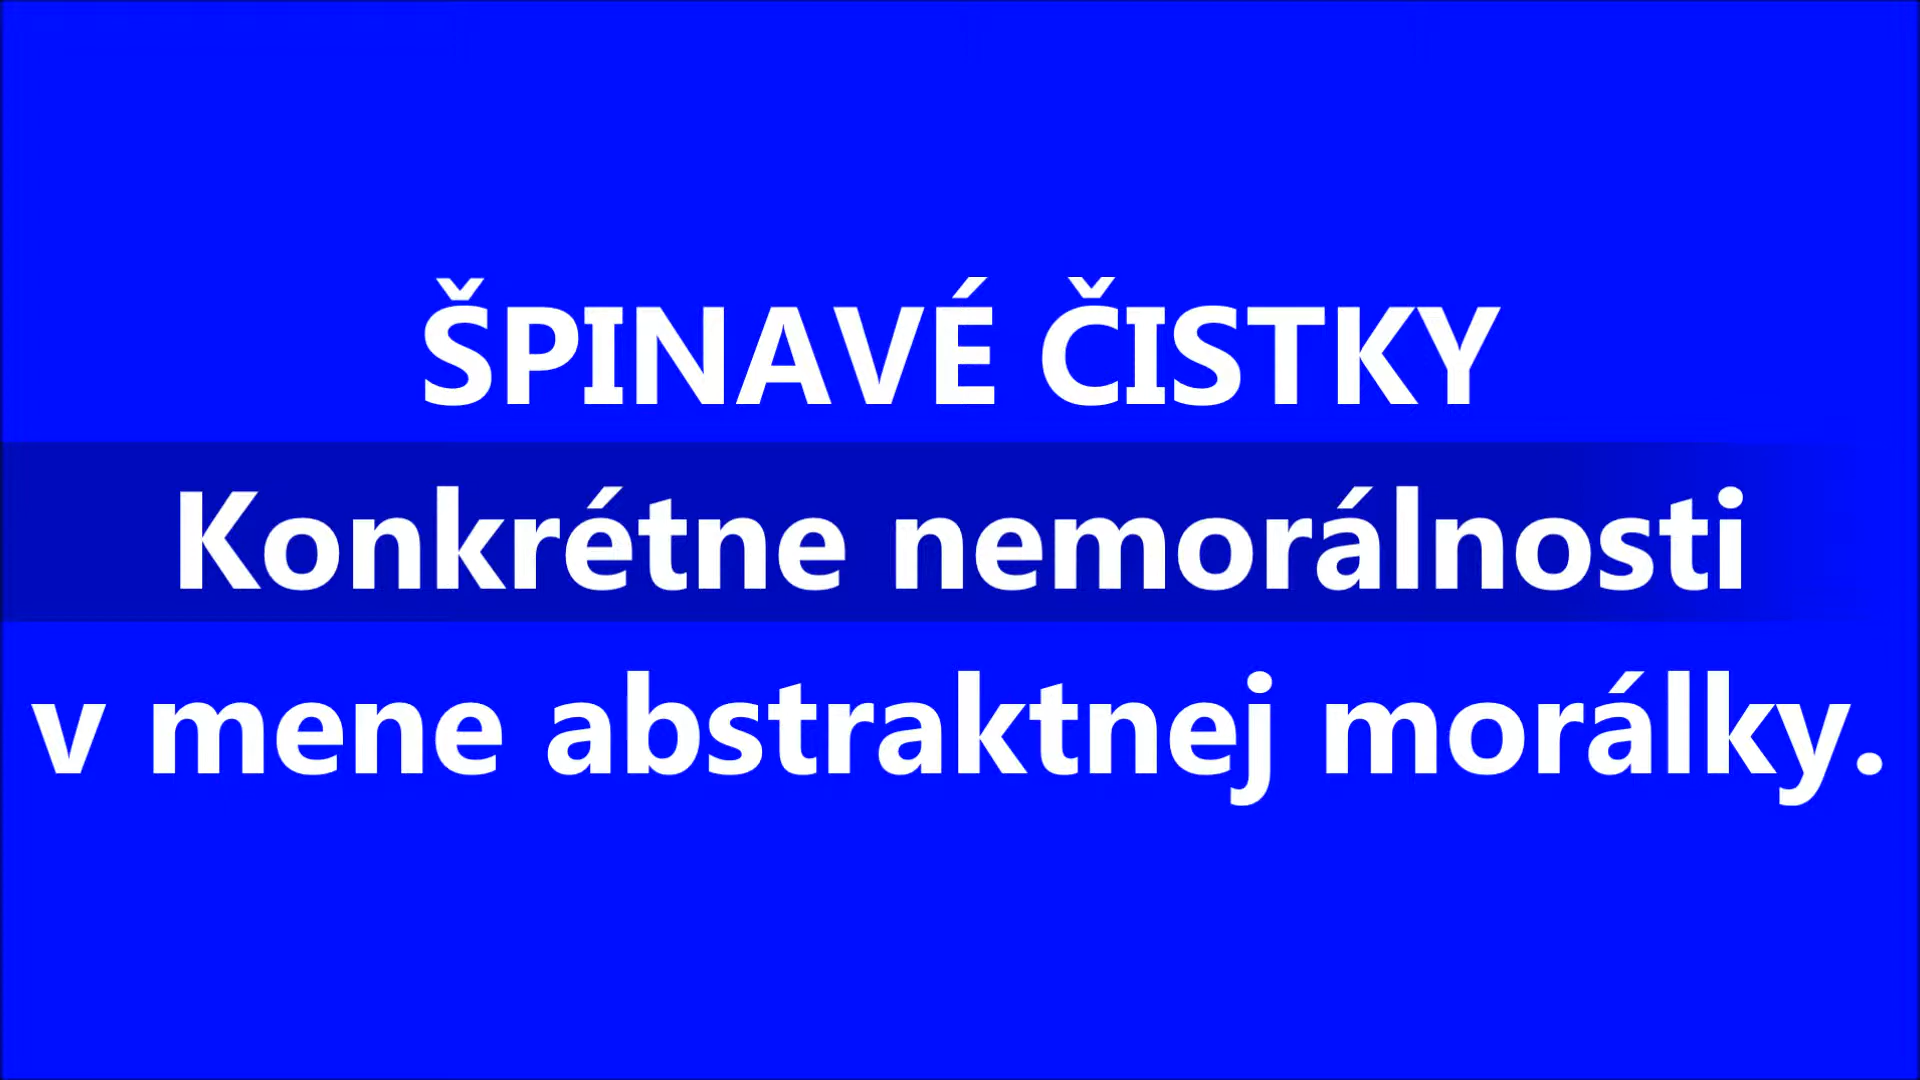 ŠPINAVÉ ČISTKY
Konkrétne nemorálnosti
v mene abstraktnej morálky.